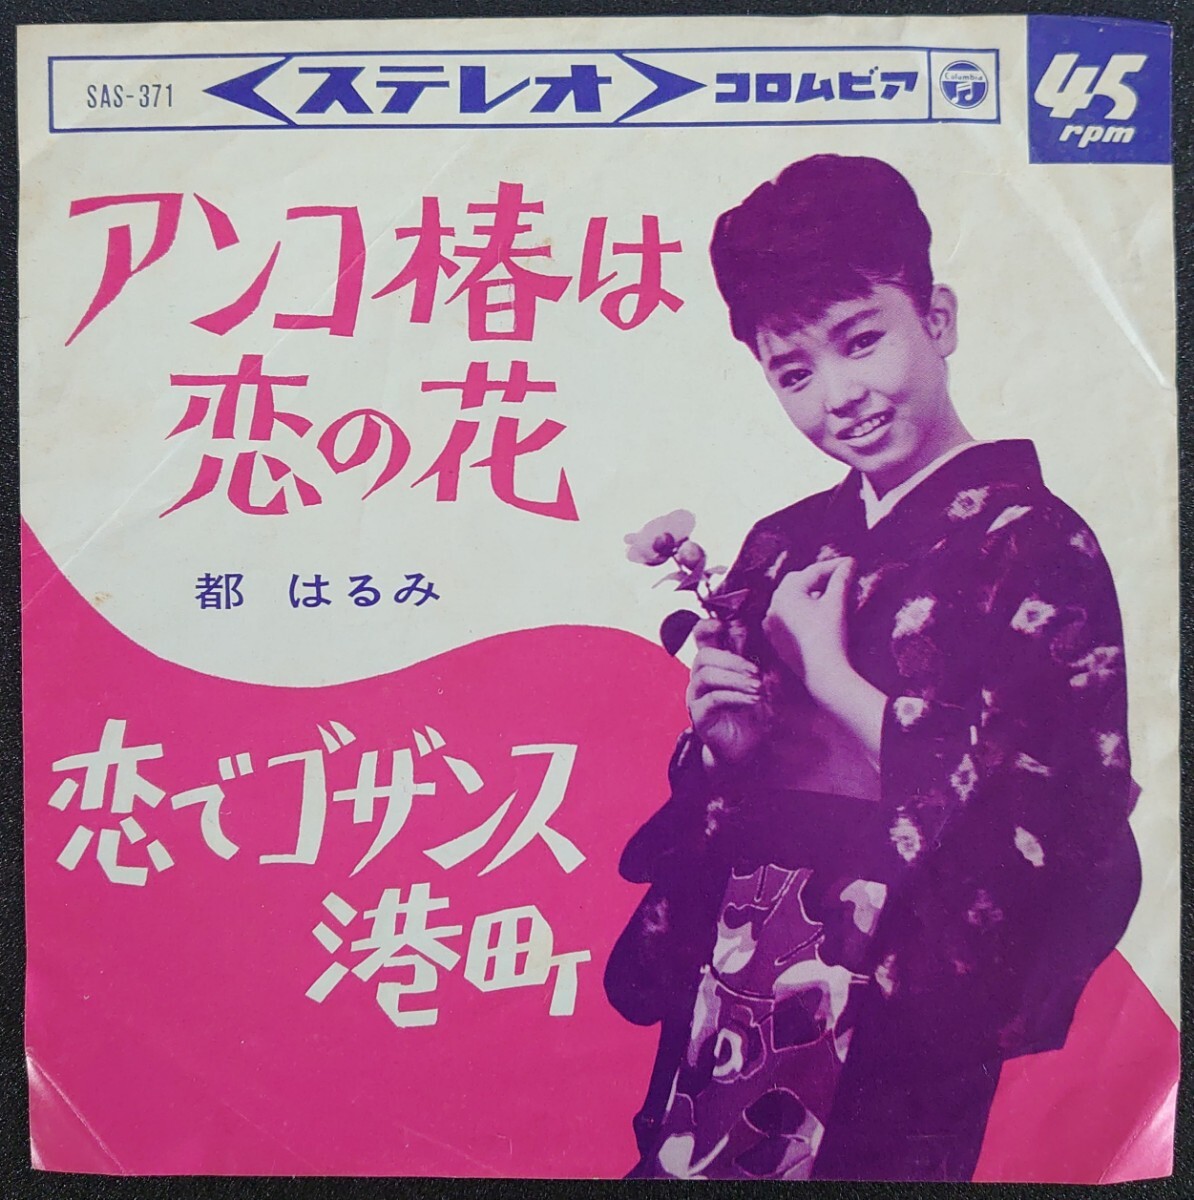 SAS-371 ステレオ コロムビア Columbia
45
rpm
アンコ椿は
恋の花
都 はるみ
恋でゴザンス
港町